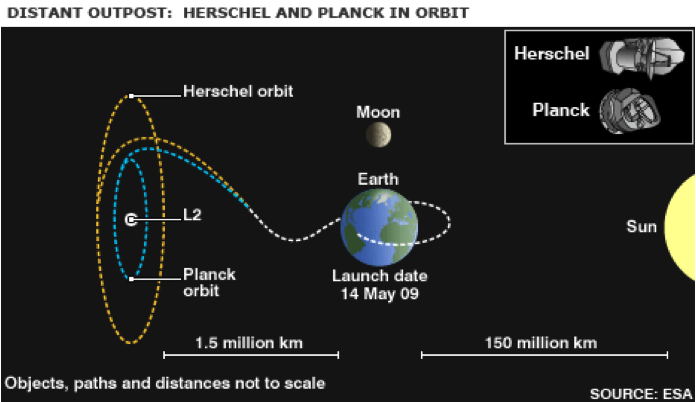 DISTANT OUTPOST: HERSCHEL AND PLANCK IN ORBIT
Herschel
Planck
Herschel orbit
Moon
Earth
L2
Sun
Planck
orbit
Launch date
14 May 09
1.5 million km
150 million km
Objects, paths and distances not to scale
SOURCE: ESA